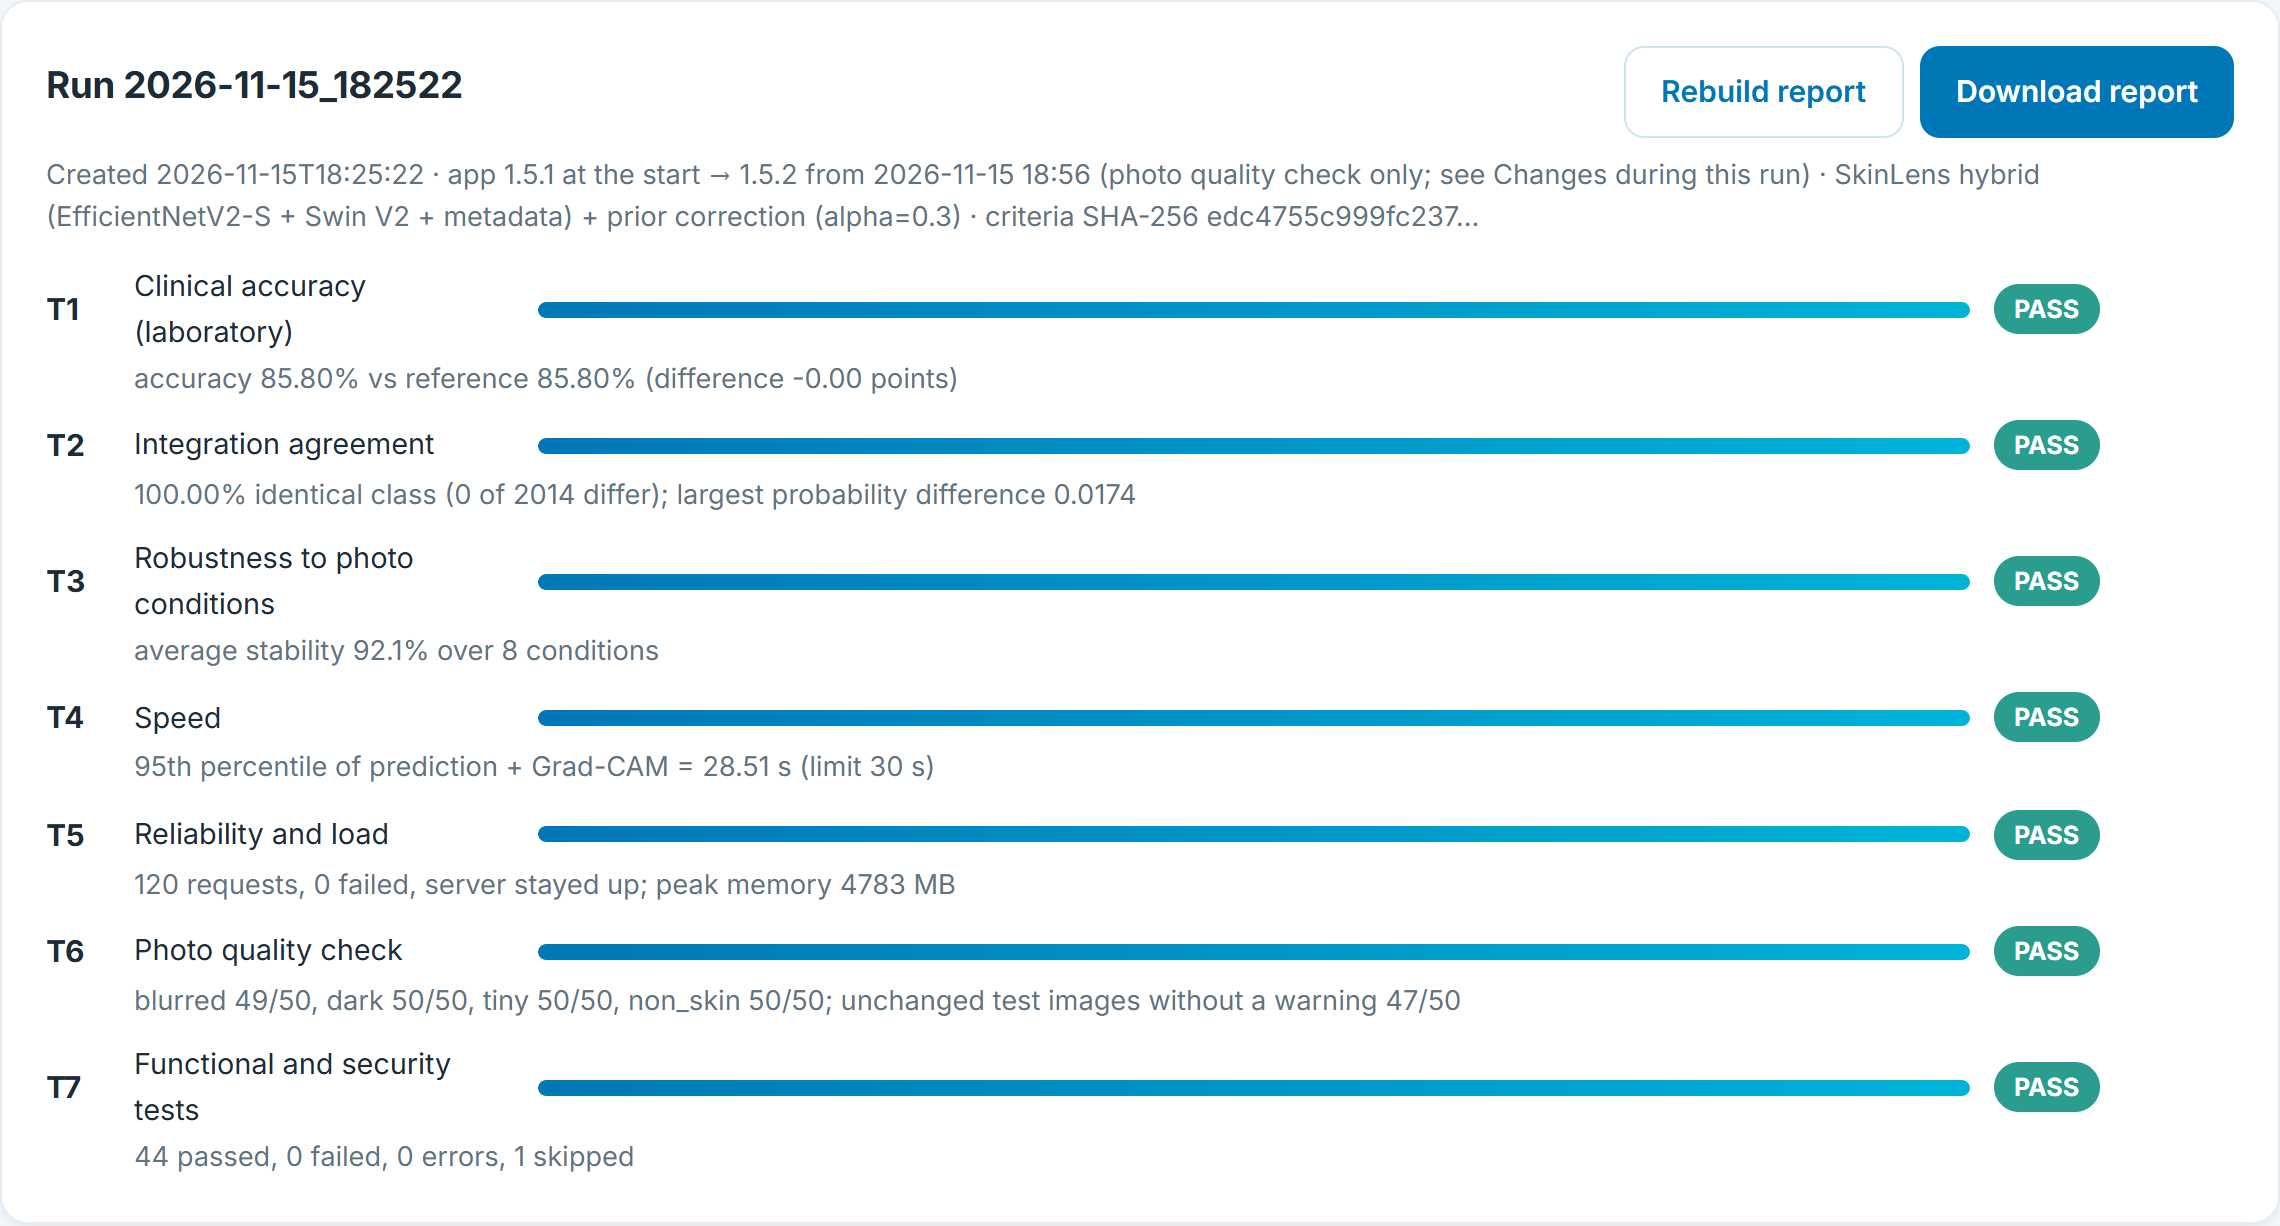 Run 2026-11-15_182522
Rebuild report
Download report
Created 2026-11-15T18:25:22 · app 1.5.1 at the start → 1.5.2 from 2026-11-15 18:56 (photo quality check only; see Changes during this run) · SkinLens hybrid
(EfficientNetV2-S + Swin V2 + metadata) + prior correction (alpha=0.3) · criteria SHA-256 edc4755c999fc237...
T1
Clinical accuracy
(laboratory)
PASS
accuracy 85.80% vs reference 85.80% (difference -0.00 points)
T2
Integration agreement
PASS
100.00% identical class (0 of 2014 differ); largest probability difference 0.0174
T3
Robustness to photo
conditions
PASS
average stability 92.1% over 8 conditions
T4
Speed
PASS
95th percentile of prediction + Grad-CAM = 28.51 s (limit 30 s)
T5
Reliability and load
PASS
120 requests, 0 failed, server stayed up; peak memory 4783 MB
T6
Photo quality check
PASS
blurred 49/50, dark 50/50, tiny 50/50, non_skin 50/50; unchanged test images without a warning 47/50
T7
Functional and security
tests
PASS
44 passed, 0 failed, 0 errors, 1 skipped